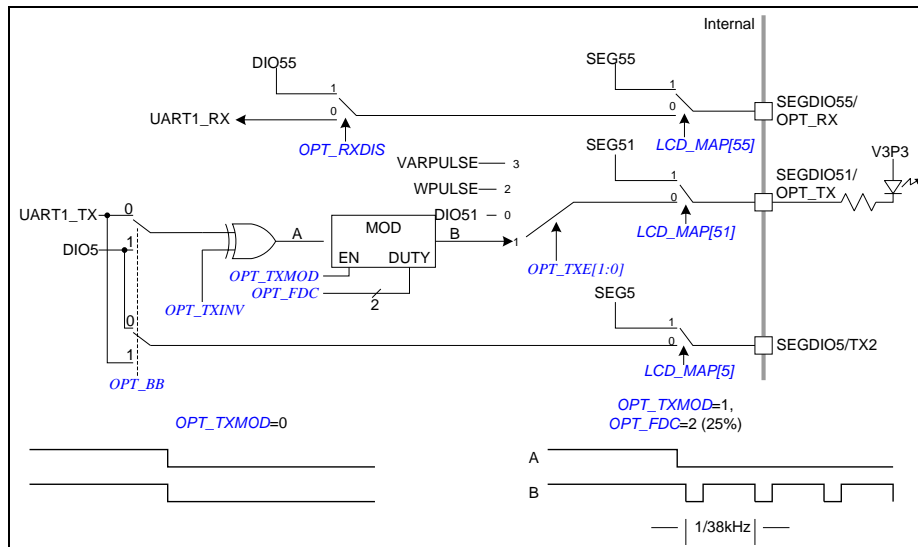 Internal
DIO55
SEG55
1
0
1
0
UART1_RX
SEGDIO55/
OPT_RX
OPT_RXDIS
LCD_MAP[55]
VARPULSE
3
SEG51
V3P3
WPULSE
2
SEGDIO51/
OPT_TX
UART1_TX
0
DIO51
0
1
0
DIO5
1
A
MOD
B
1
LCD_MAP[51]
EN
DUTY
OPT_TXMOD
OPT_FDC
2
OPT_TXE[1:0]
OPT_TXINV
SEG5
0
1
1
0
SEGDIO5/TX2
OPT_BB
LCD_MAP[5]
OPT_TXMOD=0
OPT_TXMOD=1,
OPT_FDC=2 (25%)
A
B
1/38kHz